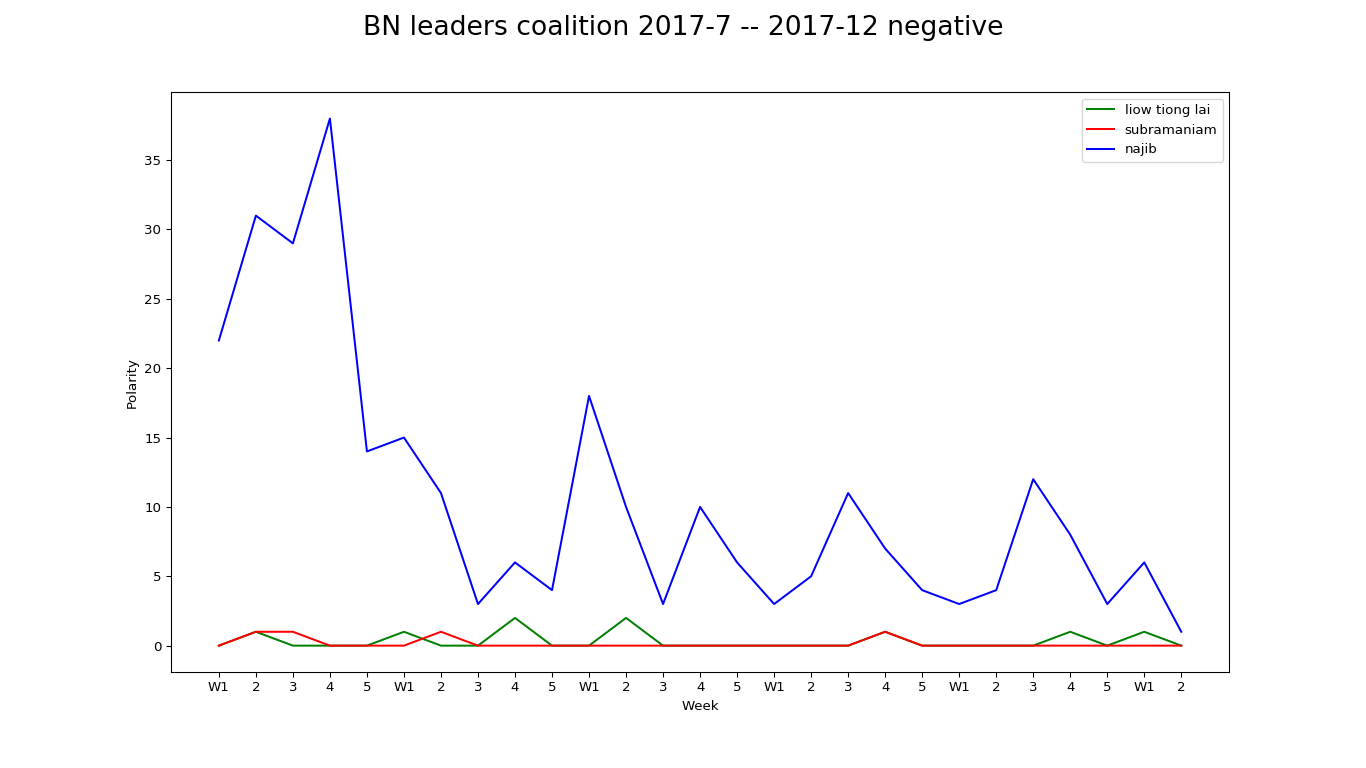 BN leaders coalition 2017-7 -- 2017-12 negative
liow tiong lai
subramaniam
najib
35
30
25
20
15
10
5
0
Polarity
W1 2 3 4 5 W1 2 3 4 5 W1 2 3 4 5 W1 2 3 4 5 W1 2 3 4 5 W1 2
Week